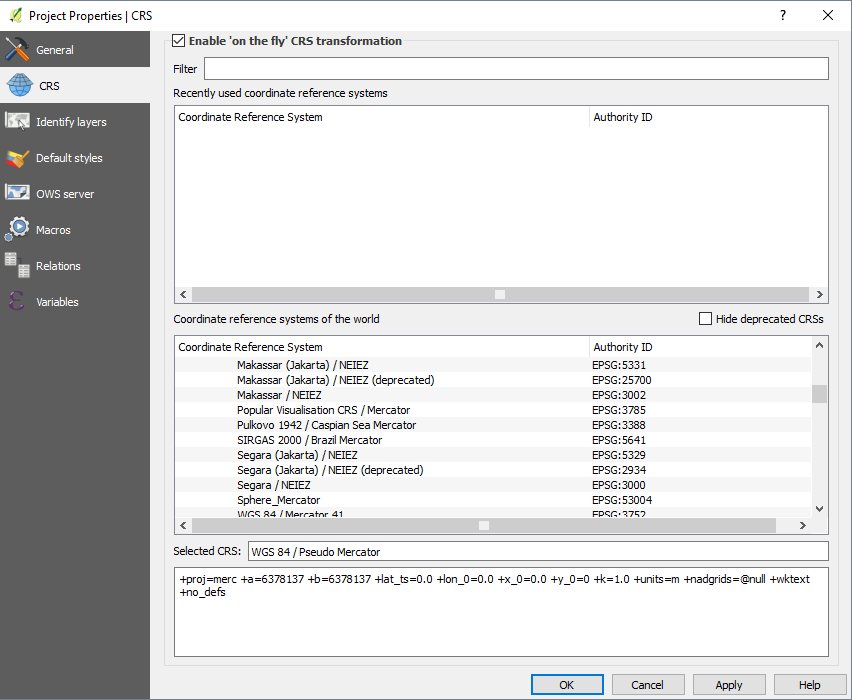 Project Properties | CRS
?
General
CRS
Identify layers
Default styles
OWS server
Macros
Relations
Variables
Enable 'on the fly' CRS transformation
Filter
Recently used coordinate reference systems
Coordinate Reference System Authority ID
Coordinate reference systems of the world Hide deprecated CRSs
Coordinate Reference System Authority ID
Makassar (Jakarta) / NEIEZ EPSG:5331
Makassar (Jakarta) / NEIEZ (deprecated) EPSG:25700
Makassar / NEIEZ EPSG:3002
Popular Visualisation CRS / Mercator EPSG:3785
Pulkovo 1942 / Caspian Sea Mercator EPSG:3388
SIRGAS 2000 / Brazil Mercator EPSG:5641
Segara (Jakarta) / NEIEZ EPSG:5329
Segara (Jakarta) / NEIEZ (deprecated) EPSG:2934
Segara / NEIEZ EPSG:3000
Sphere_Mercator EPSG:53004
WGS 84 / Mercator 41 EPSG:3752
Selected CRS: WGS 84 / Pseudo Mercator
+proj=merc +a=6378137 +b=6378137 +lat_ts=0.0 +lon_0=0.0 +x_0=0.0 +y_0=0 +k=1.0 +units=m +nadgrids=@null +wktext
+no_defs
OK Cancel Apply Help